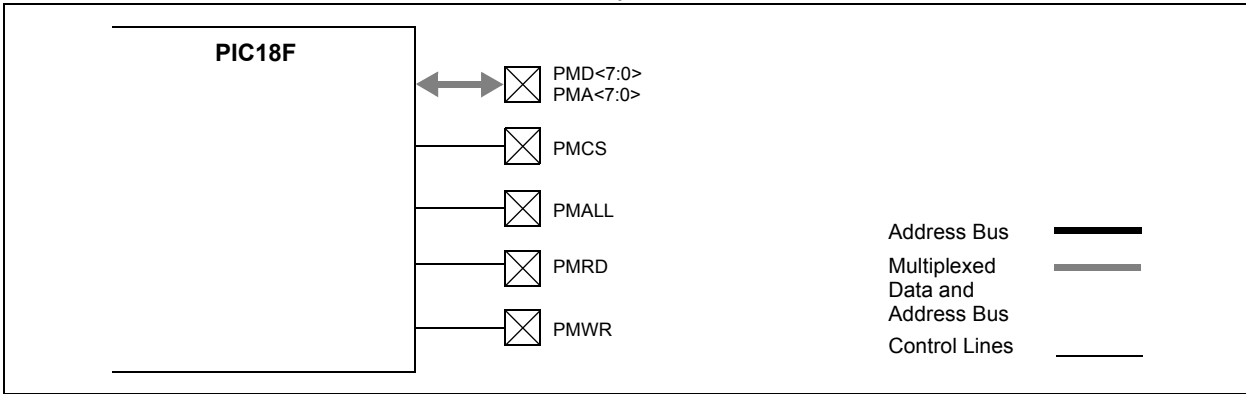 PIC18F
PMD<7:0>
PMA<7:0>
PMCS
PMALL
PMRD
PMWR
Address Bus
Multiplexed
Data and
Address Bus
Control Lines